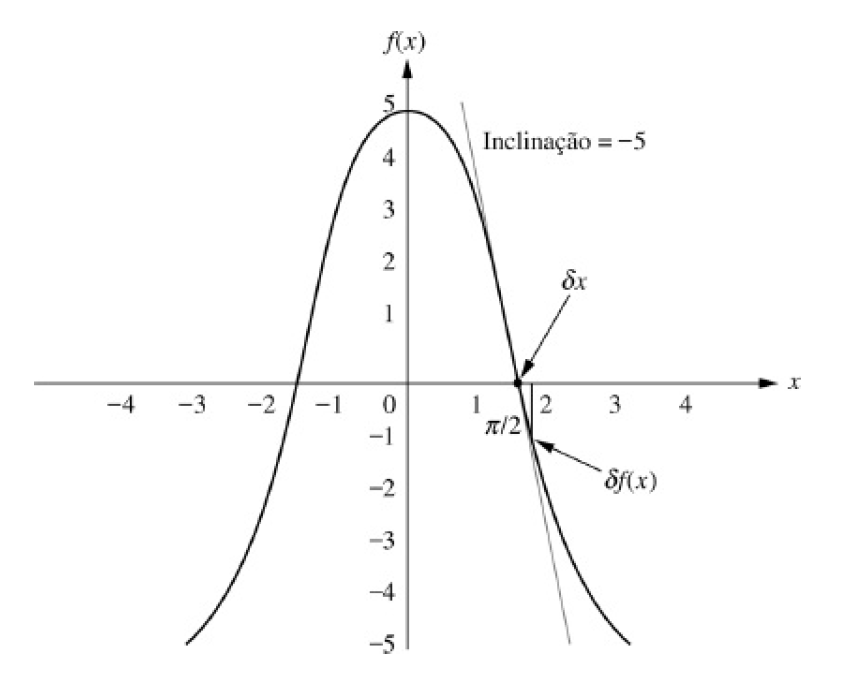 f(x)
5
Inclinação = −5
4
3
2
δx
1
x
−4 −3 −2 −1 0 1 2 3 4
π/2
−1
δf(x)
−2
−3
−4
−5